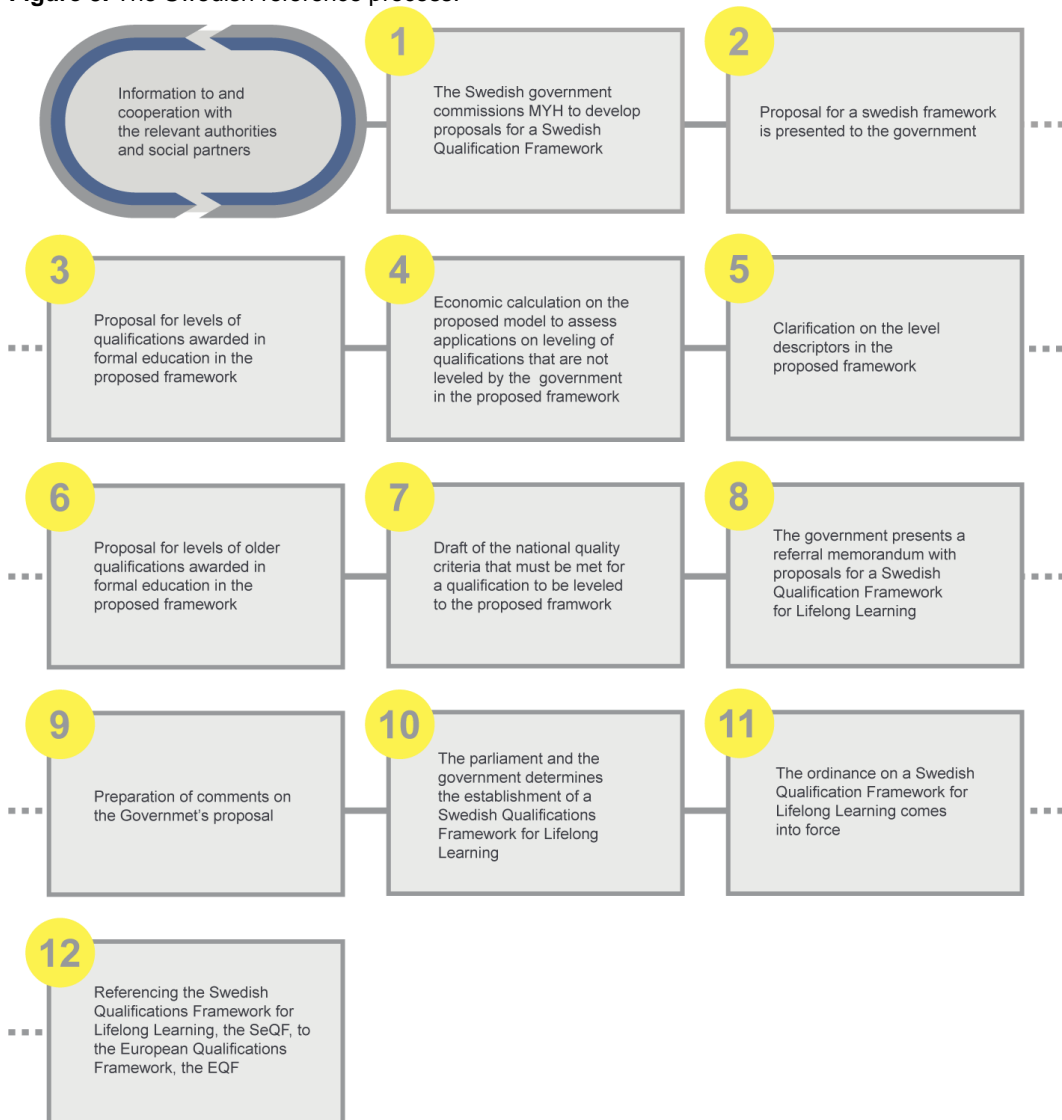 Figure 3. The Swedish reference process.
Information to and
cooperation with
the relevant authorities
and social partners
1
The Swedish government
commissions MYH to develop
proposals for a Swedish
Qualification Framework
2
Proposal for a swedish framework
is presented to the government
3
Proposal for levels of
qualifications awarded in
formal education in the
proposed framework
4
Economic calculation on the
proposed model to assess
applications on leveling of
qualifications that are not
leveled by the government
in the proposed framework
5
Clarification on the level
descriptors in the
proposed framework
6
Proposal for levels of older
qualifications awarded in
formal education in the
proposed framework
7
Draft of the national quality
criteria that must be met for
a qualification to be leveled
to the proposed framwork
8
The government presents a
referral memorandum with
proposals for a Swedish
Qualification Framework
for Lifelong Learning
9
Preparation of comments on
the Governmet's proposal
10
The parliament and the
government determines
the establishment of a
Swedish Qualifications
Framework for Lifelong
Learning
11
The ordinance on a Swedish
Qualification Framework for
Lifelong Learning comes
into force
12
Referencing the Swedish
Qualifications Framework for
Lifelong Learning, the SeQF, to
the European Qualifications
Framework, the EQF